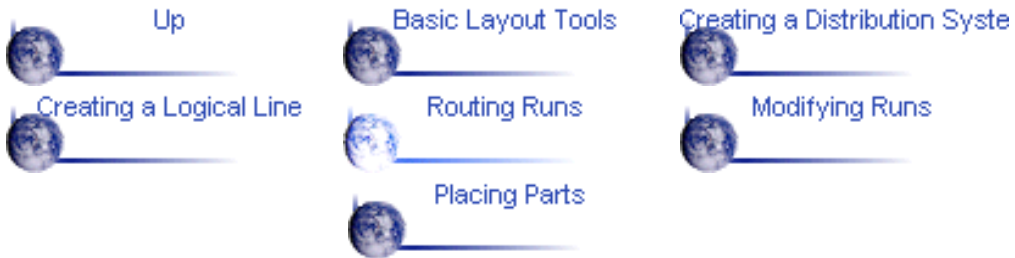 Up
Basic Layout Tools
Creating a Distribution Syste
Creating a Logical Line
Routing Runs
Modifying Runs
Placing Parts